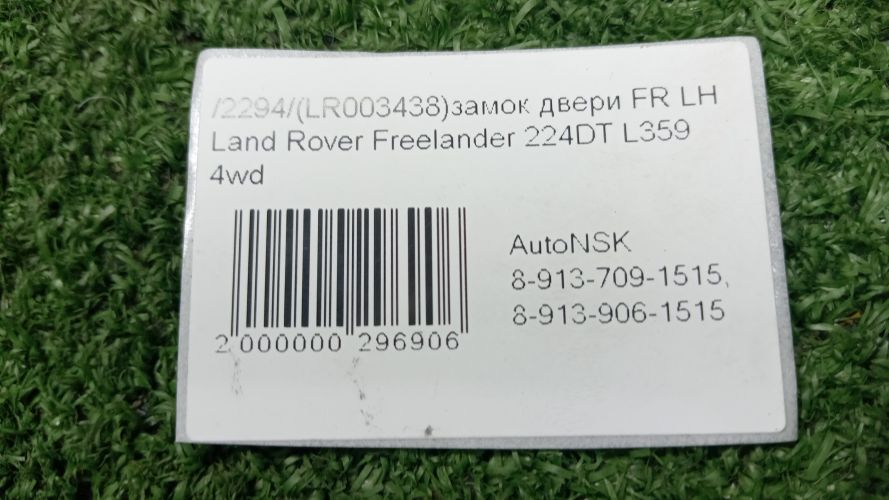 /2294/(LR003438)замок двери FR LH
Land Rover Freelander 224DT L359
4wd
AutoNSK
8-913-709-1515,
8-913-906-1515
2 000000 296906